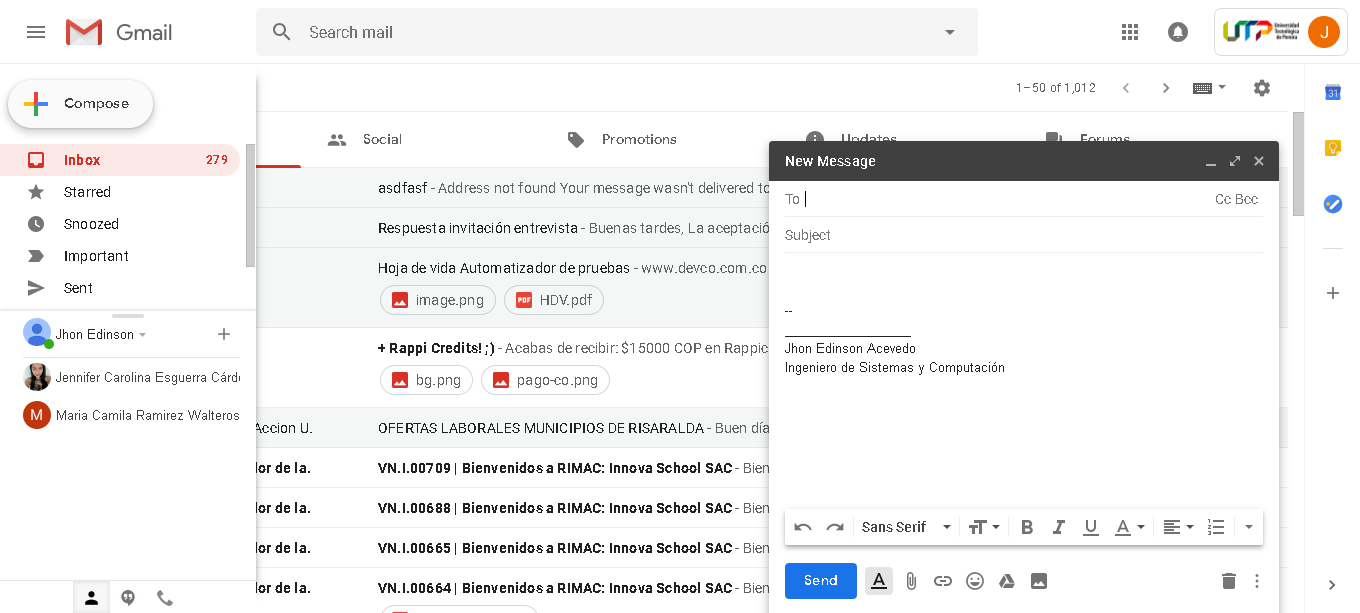 Gmail
Search mail
UTP Universidad Tecnológica de Pereira
J
Compose
1–50 of 1,012
31
Inbox 279
Starred
Snoozed
Important
Sent
Social
Promotions
Updates
Forums
asdfasf - Address not found Your message wasn't delivered to
Respuesta invitación entrevista - Buenas tardes, La aceptació
Hoja de vida Automatizador de pruebas - www.devco.com.co
image.png
PDF HDV.pdf
+ Rappi Credits! ;) - Acabas de recibir: $15000 COP en Rappic
bg.png
pago-co.png
Accion U. OFERTAS LABORALES MUNICIPIOS DE RISARALDA - Buen día
or de la. VN.I.00709 | Bienvenidos a RIMAC: Innova School SAC - Bien
or de la. VN.I.00688 | Bienvenidos a RIMAC: Innova School SAC - Bien
or de la. VN.I.00665 | Bienvenidos a RIMAC: Innova School SAC - Bien
or de la. VN.I.00664 | Bienvenidos a RIMAC: Innova School SAC - Bien
Jhon Edinson
Jennifer Carolina Esguerra Cárd
M Maria Camila Ramirez Walteros
New Message
To Cc Bcc
Subject
--
Jhon Edinson Acevedo
Ingeniero de Sistemas y Computación
Sans Serif
Send